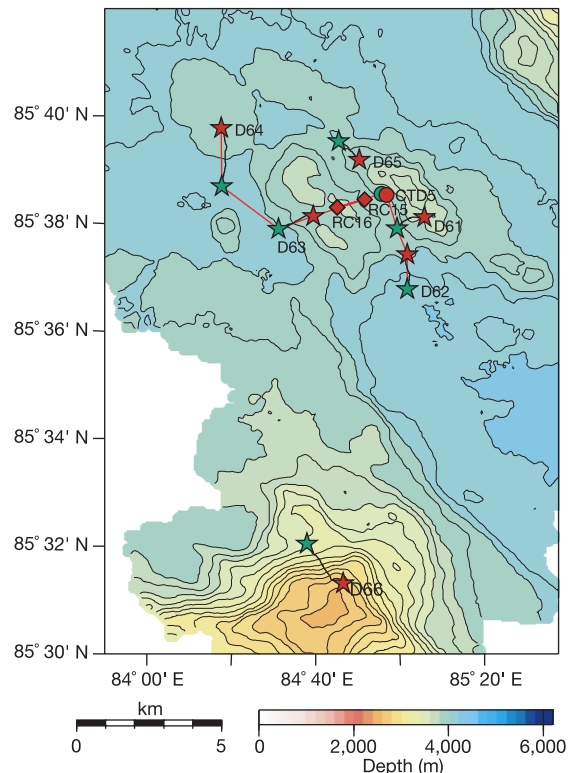 85° 40' N
D64
D65
CTD5
RC15
85° 38' N
RC16
D61
D63
D62
85° 36' N
85° 34' N
85° 32' N
D66
85° 30' N
84° 00' E
84° 40' E
85° 20' E
km
0
5
0
2,000
4,000
6,000
Depth (m)